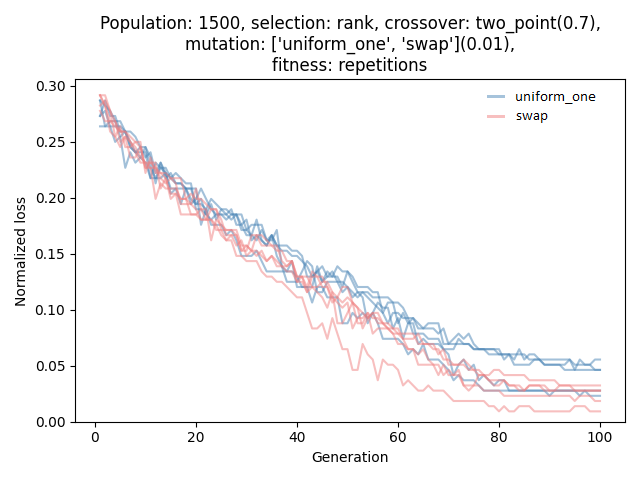 Population: 1500, selection: rank, crossover: two_point(0.7),
mutation: ['uniform_one', 'swap'](0.01),
fitness: repetitions
uniform_one
swap
Normalized loss
0.30
0.25
0.20
0.15
0.10
0.05
0.00
0
20
40
60
80
100
Generation